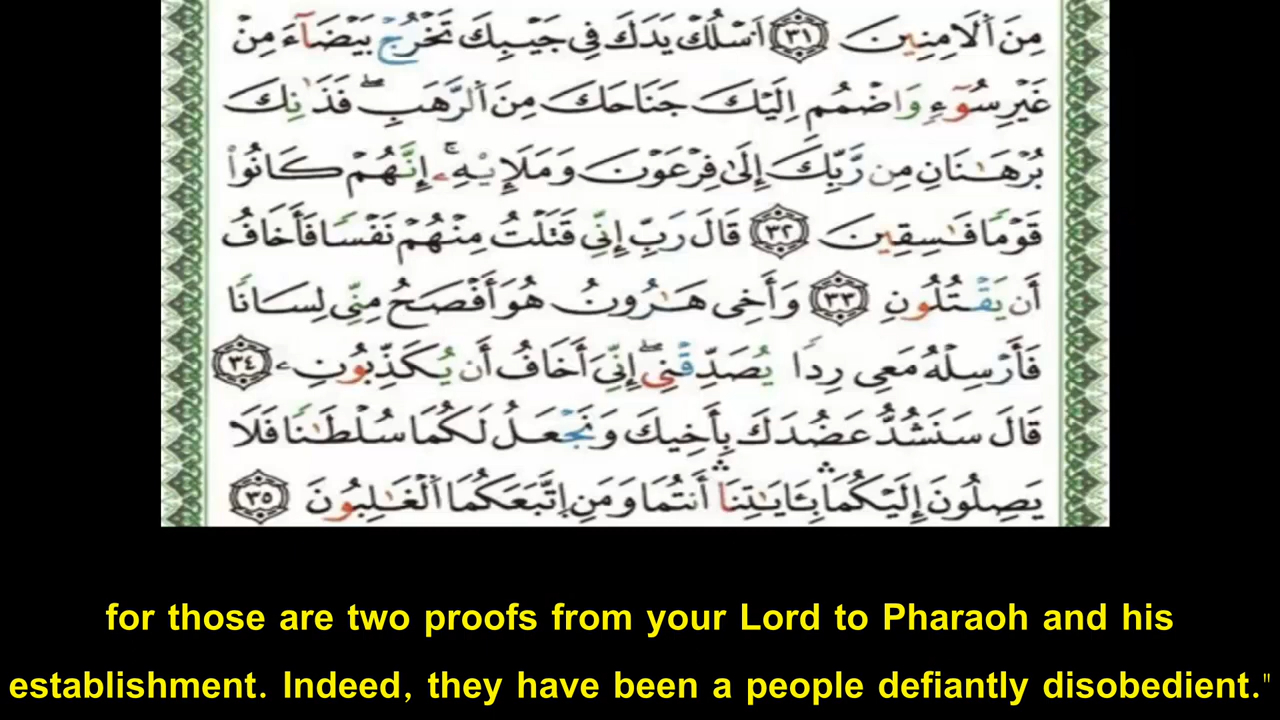 مِنَ ٱلَامِنِينَ ٣١ ٱسْلُكْ يَدَكَ فِى جَيْبِكَ تَخْرُجْ بَيْضَآءَ مِنْ
غَيْرِ سُوٓءٍ وَاضْمُمِ اِلَيْكَ جَنَاحَكَ مِنَ ٱلرَّهَبِ ۖ فَذَٰنِكَ
بُرْهَٰنَانِ مِن رَّبِّكَ إِلَىٰ فِرْعَوْنَ وَمَلَإِيْهِۦٓ ۚ إِنَّهُمْ كَانُوا۟
قَوْمًا فَٰسِقِينَ ٣٢ قَالَ رَبِّ إِنِّى قَتَلْتُ مِنْهُمْ نَفْسًا فَأَخَافُ
أَن يَقْتُلُونِ ٣٣ وَأَخِى هَٰرُونُ هُوَ أَفْصَحُ مِنِّى لِسَانًا
فَأَرْسِلْهُ مَعِى رِدًا يُصَدِّقْنِى ۖ إِنِّىَ أَخَافُ أَن يُكَذِّبُونِۦ ٣٤
قَالَ سَنَشُدُّ عَضُدَكَ بِأَخِيكَ وَنَجْعَلُ لَكُمَا سُلْطَٰنًا فَلَا
يَصِلُونَ إِلَيْكُمَا ۛ بِـَٔايَٰتِنَا ۛ أَنتُمَا وَمَنِ اِتَّبَعَكُمَا ٱلْغَٰلِبُونَ ٣٥
for those are two proofs from your Lord to Pharaoh and his
establishment. Indeed, they have been a people defiantly disobedient."